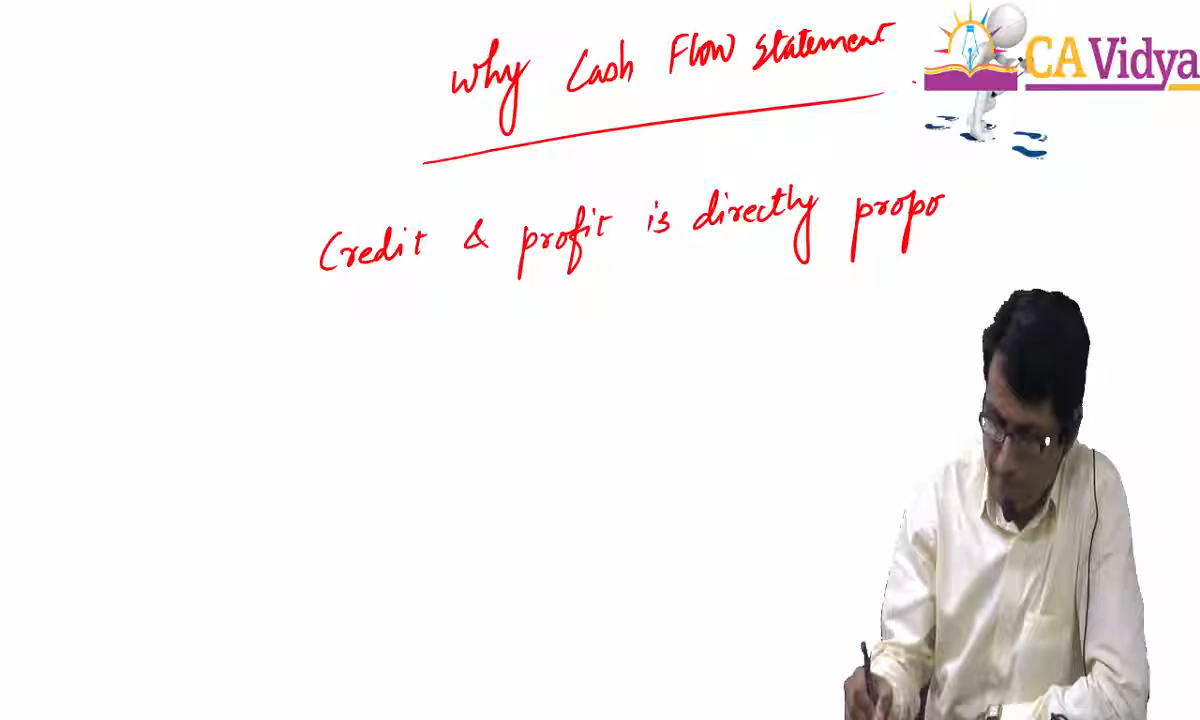 Why Cash Flow Statement
CA Vidya
Credit & profit is directly propo